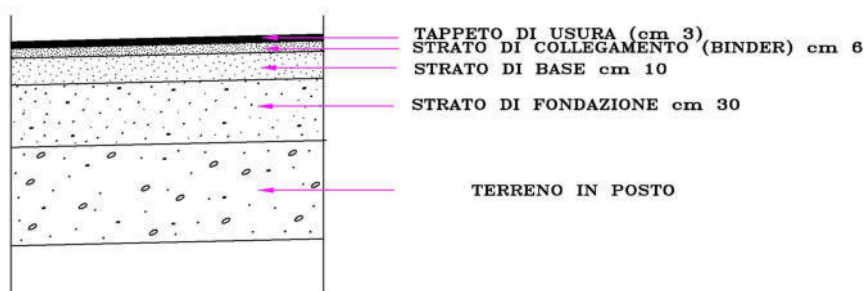 TAPPETO DI USURA (cm 3)
STRATO DI COLLEGAMENTO (BINDER) cm 6
STRATO DI BASE cm 10
STRATO DI FONDAZIONE cm 30
TERRENO IN POSTO